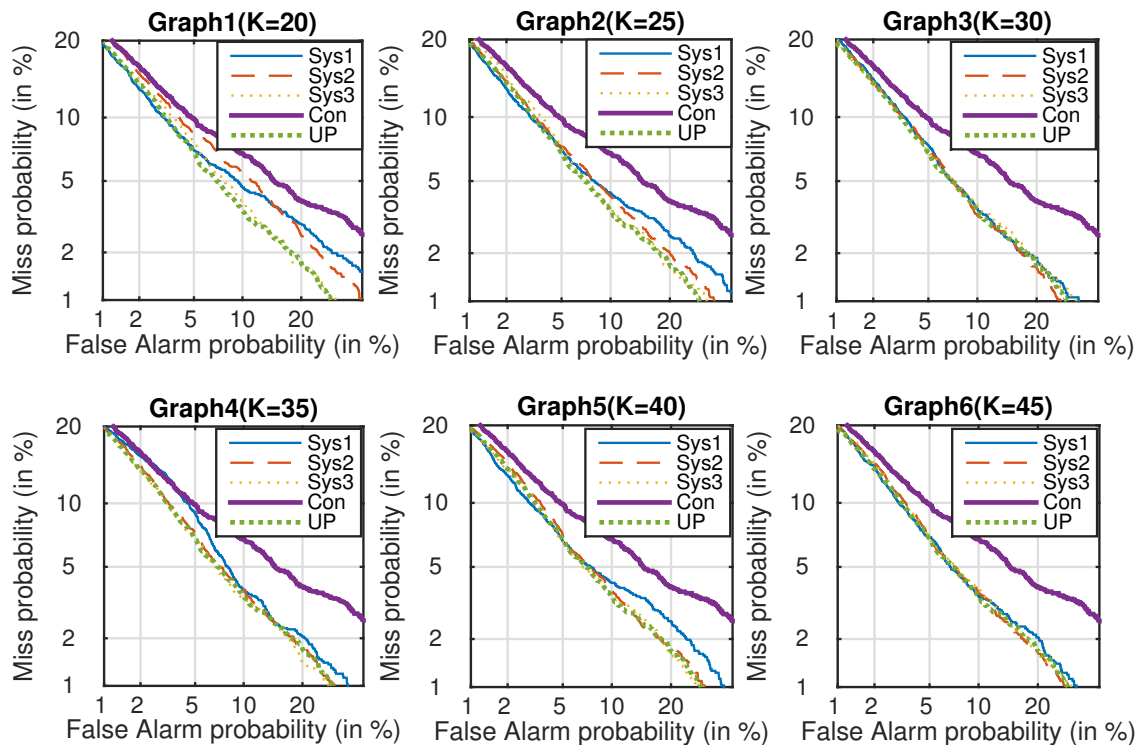 Graph1(K=20)
20
10
5
2
1
Miss probability (in %)
Sys1
Sys2
Sys3
Con
UP
1 2 5 10 20
False Alarm probability (in %)
Graph2(K=25)
20
10
5
2
1
Miss probability (in %)
Sys1
Sys2
Sys3
Con
UP
1 2 5 10 20
False Alarm probability (in %)
Graph3(K=30)
20
10
5
2
1
Miss probability (in %)
Sys1
Sys2
Sys3
Con
UP
1 2 5 10 20
False Alarm probability (in %)
Graph4(K=35)
20
10
5
2
1
Miss probability (in %)
Sys1
Sys2
Sys3
Con
UP
1 2 5 10 20
False Alarm probability (in %)
Graph5(K=40)
20
10
5
2
1
Miss probability (in %)
Sys1
Sys2
Sys3
Con
UP
1 2 5 10 20
False Alarm probability (in %)
Graph6(K=45)
20
10
5
2
1
Miss probability (in %)
Sys1
Sys2
Sys3
Con
UP
1 2 5 10 20
False Alarm probability (in %)